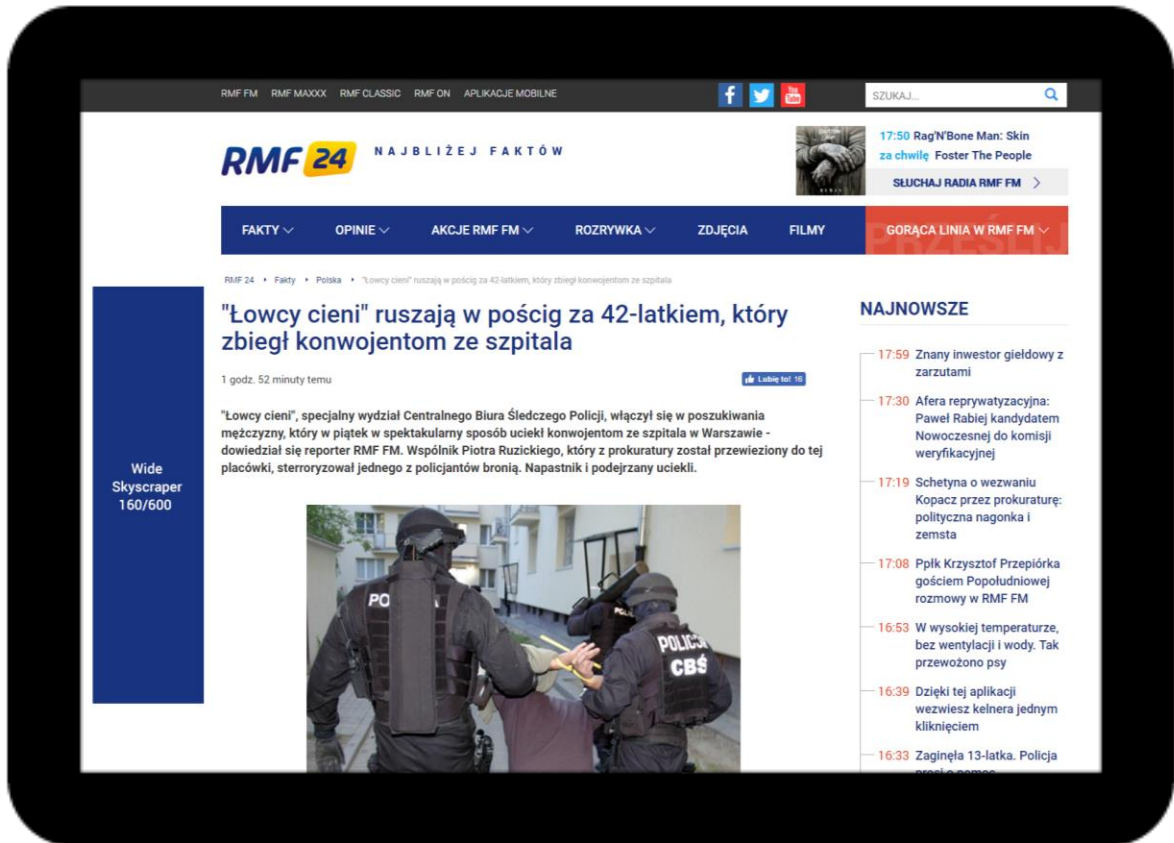 RMF FM RMF MAXXX RMF CLASSIC RMF ON APLIKACJE MOBILNE
You Tube
SZUKAJ...
RMF 24
NAJBLIŻEJ FAKTÓW
17:50 Rag'N'Bone Man: Skin
za chwilę Foster The People
SŁUCHAJ RADIA RMF FM
FAKTY OPINIE AKCJE RMF FM ROZRYWKA ZDJĘCIA FILMY GORĄCA LINIA W RMF FM
PRZEŚLIJ
RMF 24 Fakty Polska "Łowcy cieni" ruszają w pościg za 42-latkiem, który zbiegł konwojentom ze szpitala
Wide
Skyscraper
160/600
"Łowcy cieni" ruszają w pościg za 42-latkiem, który
zbiegł konwojentom ze szpitala
1 godz. 52 minuty temu
Lubię to! 16
"Łowcy cieni", specjalny wydział Centralnego Biura Śledczego Policji, włączył się w poszukiwania
mężczyzny, który w piątek w spektakularny sposób uciekł konwojentom ze szpitala w Warszawie -
dowiedział się reporter RMF FM. Wspólnik Piotra Ruzickiego, który z prokuratury został przewieziony do tej
placówki, sterroryzował jednego z policjantów bronią. Napastnik i podejrzany uciekli.
POLICJA
CBŚ
NAJNOWSZE
17:59 Znany inwestor giełdowy z
zarzutami
17:30 Afera reprywatyzacyjna:
Paweł Rabiej kandydatem
Nowoczesnej do komisji
weryfikacyjnej
17:19 Schetyna o wezwaniu
Kopacz przez prokuraturę:
polityczna nagonka i
zemsta
17:08 Ppłk Krzysztof Przepiórka
gościem Popołudniowej
rozmowy w RMF FM
16:53 W wysokiej temperaturze,
bez wentylacji i wody. Tak
przewożono psy
16:39 Dzięki tej aplikacji
wezwiesz kelnera jednym
kliknięciem
16:33 Zaginęła 13-latka. Policja